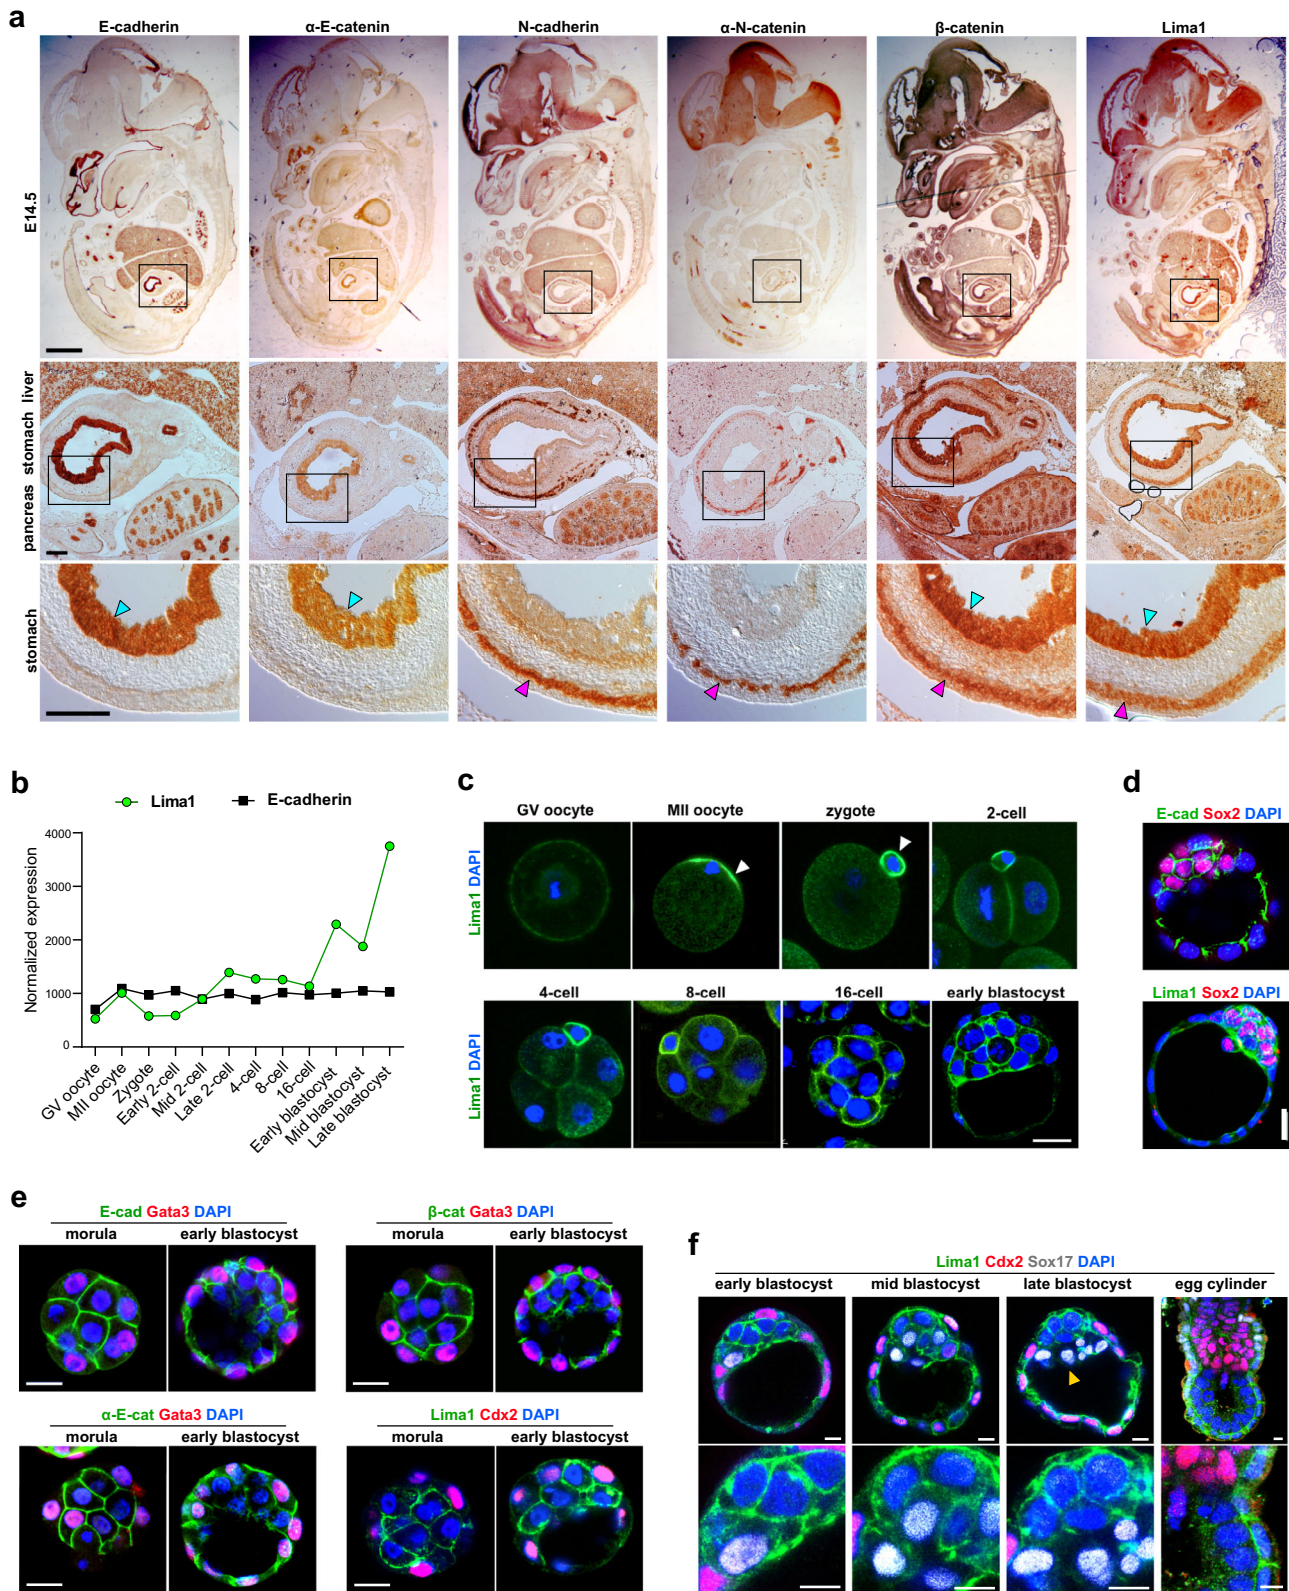 a
E-cadherin
α-E-catenin
N-cadherin
α-N-catenin
β-catenin
Lima1
E14.5
pancreas stomach liver
stomach
b
Lima1
E-cadherin
Normalized expression
4000
3000
2000
1000
0
GV oocyte
MII oocyte
Zygote
Early 2-cell
Mid 2-cell
Late 2-cell
4-cell
8-cell
16-cell
Early blastocyst
Mid blastocyst
Late blastocyst
c
GV oocyte
MII oocyte
zygote
2-cell
Lima1 DAPI
4-cell
8-cell
16-cell
early blastocyst
Lima1 DAPI
d
E-cad Sox2 DAPI
Lima1 Sox2 DAPI
e
E-cad Gata3 DAPI
morula
early blastocyst
β-cat Gata3 DAPI
morula
early blastocyst
α-E-cat Gata3 DAPI
morula
early blastocyst
Lima1 Cdx2 DAPI
morula
early blastocyst
f
Lima1 Cdx2 Sox17 DAPI
early blastocyst
mid blastocyst
late blastocyst
egg cylinder